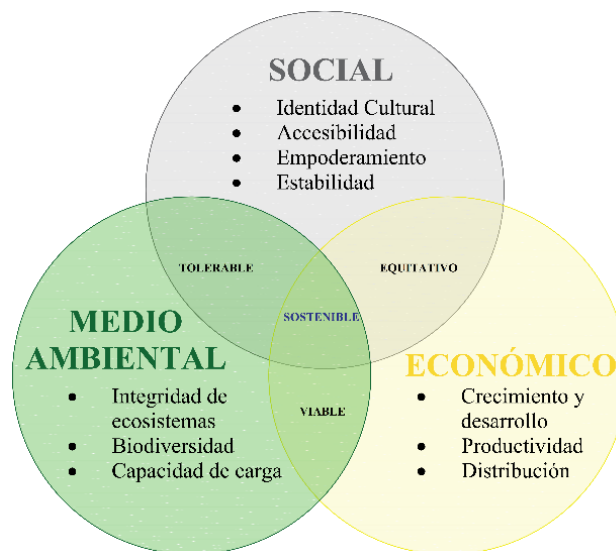 SOCIAL
• Identidad Cultural
• Accesibilidad
• Empoderamiento
• Estabilidad
TOLERABLE
EQUITATIVO
SOSTENIBLE
MEDIO
AMBIENTAL
• Integridad de
ecosistemas
• Biodiversidad
• Capacidad de carga
VIABLE
ECONÓMICO
• Crecimiento y
desarrollo
• Productividad
• Distribución